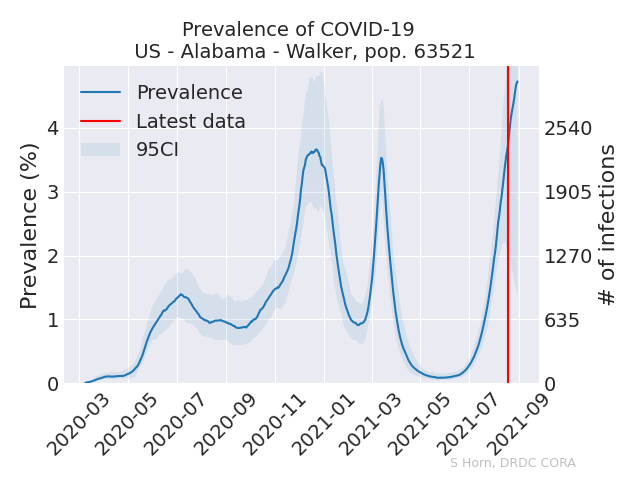 Prevalence of COVID-19
US - Alabama - Walker, pop. 63521
Prevalence
Latest data
95CI
Prevalence (%)
4
3
2
1
0
2540
1905
1270
635
0
# of infections
2020-03
2020-05
2020-07
2020-09
2020-11
2021-01
2021-03
2021-05
2021-07
2021-09
S Horn, DRDC CORA